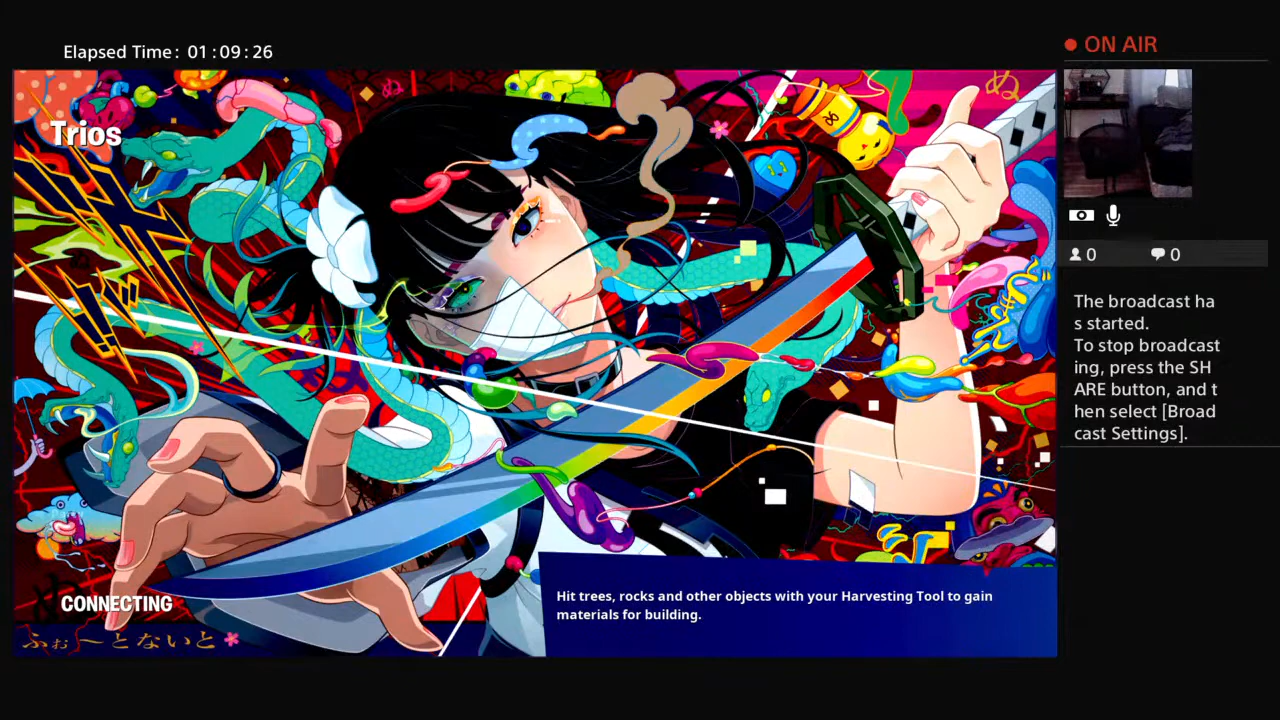 Elapsed Time: 01:09:26
ON AIR
Trios
ぬ
ぬ
0
0
The broadcast ha
s started.
To stop broadcast
ing, press the SH
ARE button, and t
hen select [Broad
cast Settings].
Hit trees, rocks and other objects with your Harvesting Tool to gain
materials for building.
CONNECTING
ふぉ〜とないと